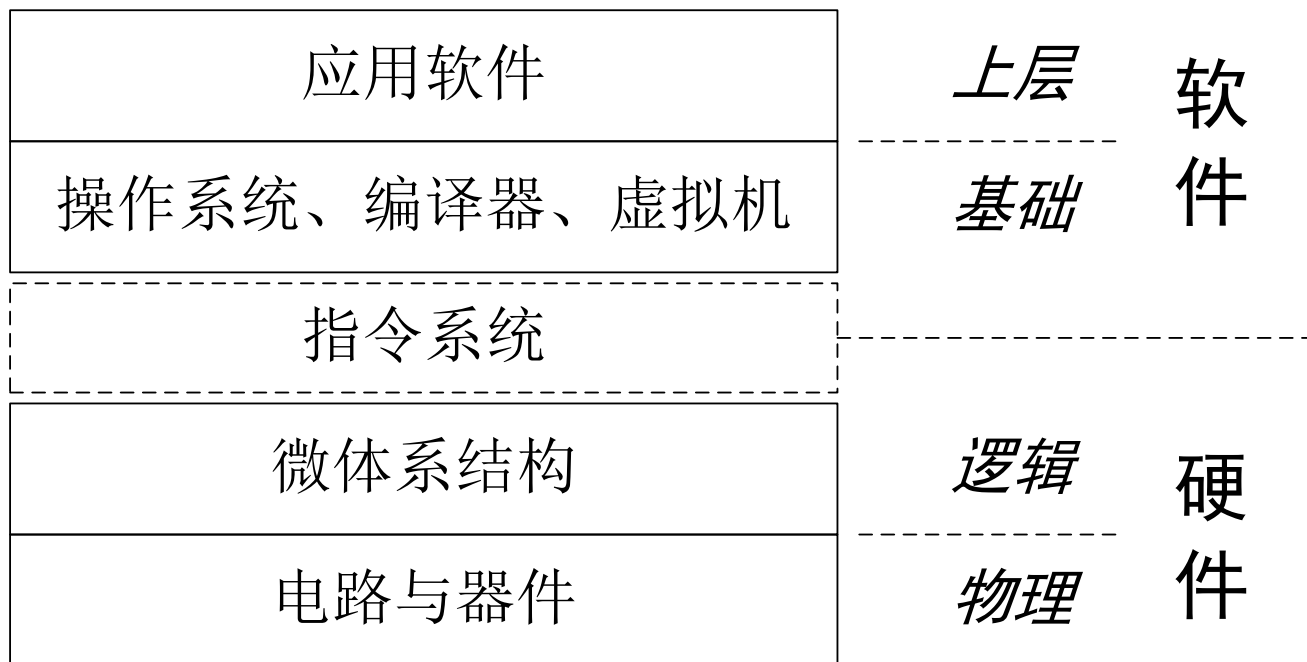 应用软件
上层
操作系统、编译器、虚拟机
基础
软件
指令系统
微体系结构
逻辑
电路与器件
物理
硬件